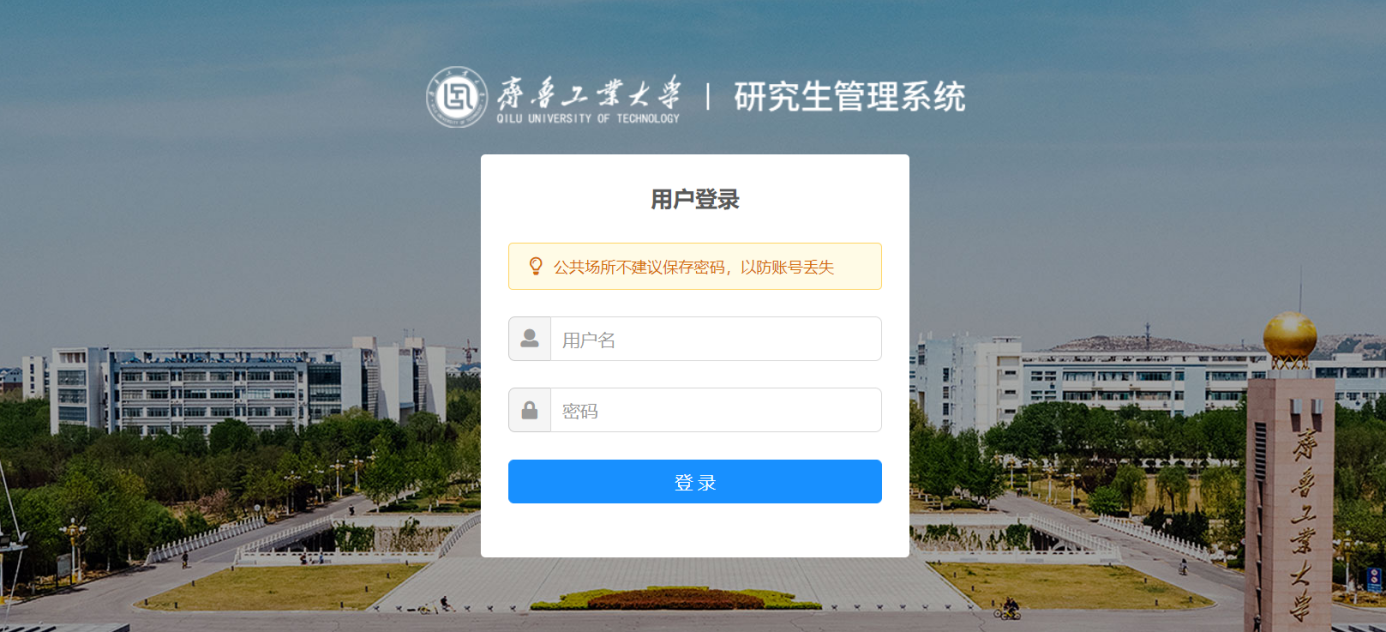 齐鲁工业大学 | 研究生管理系统
QILU UNIVERSITY OF TECHNOLOGY
用户登录
公共场所不建议保存密码，以防账号丢失
用户名
密码
登 录
齐鲁工业大学